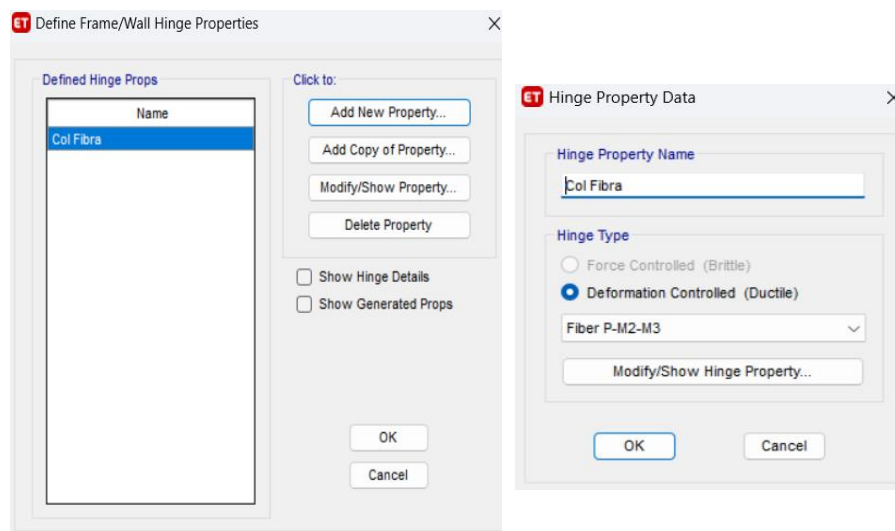 ET Define Frame/Wall Hinge Properties
Defined Hinge Props
Name
Col Fibra
Click to:
Add New Property...
Add Copy of Property...
Modify/Show Property...
Delete Property
Show Hinge Details
Show Generated Props
OK
Cancel
ET Hinge Property Data
Hinge Property Name
Col Fibra
Hinge Type
Force Controlled (Brittle)
Deformation Controlled (Ductile)
Fiber P-M2-M3
Modify/Show Hinge Property...
OK Cancel